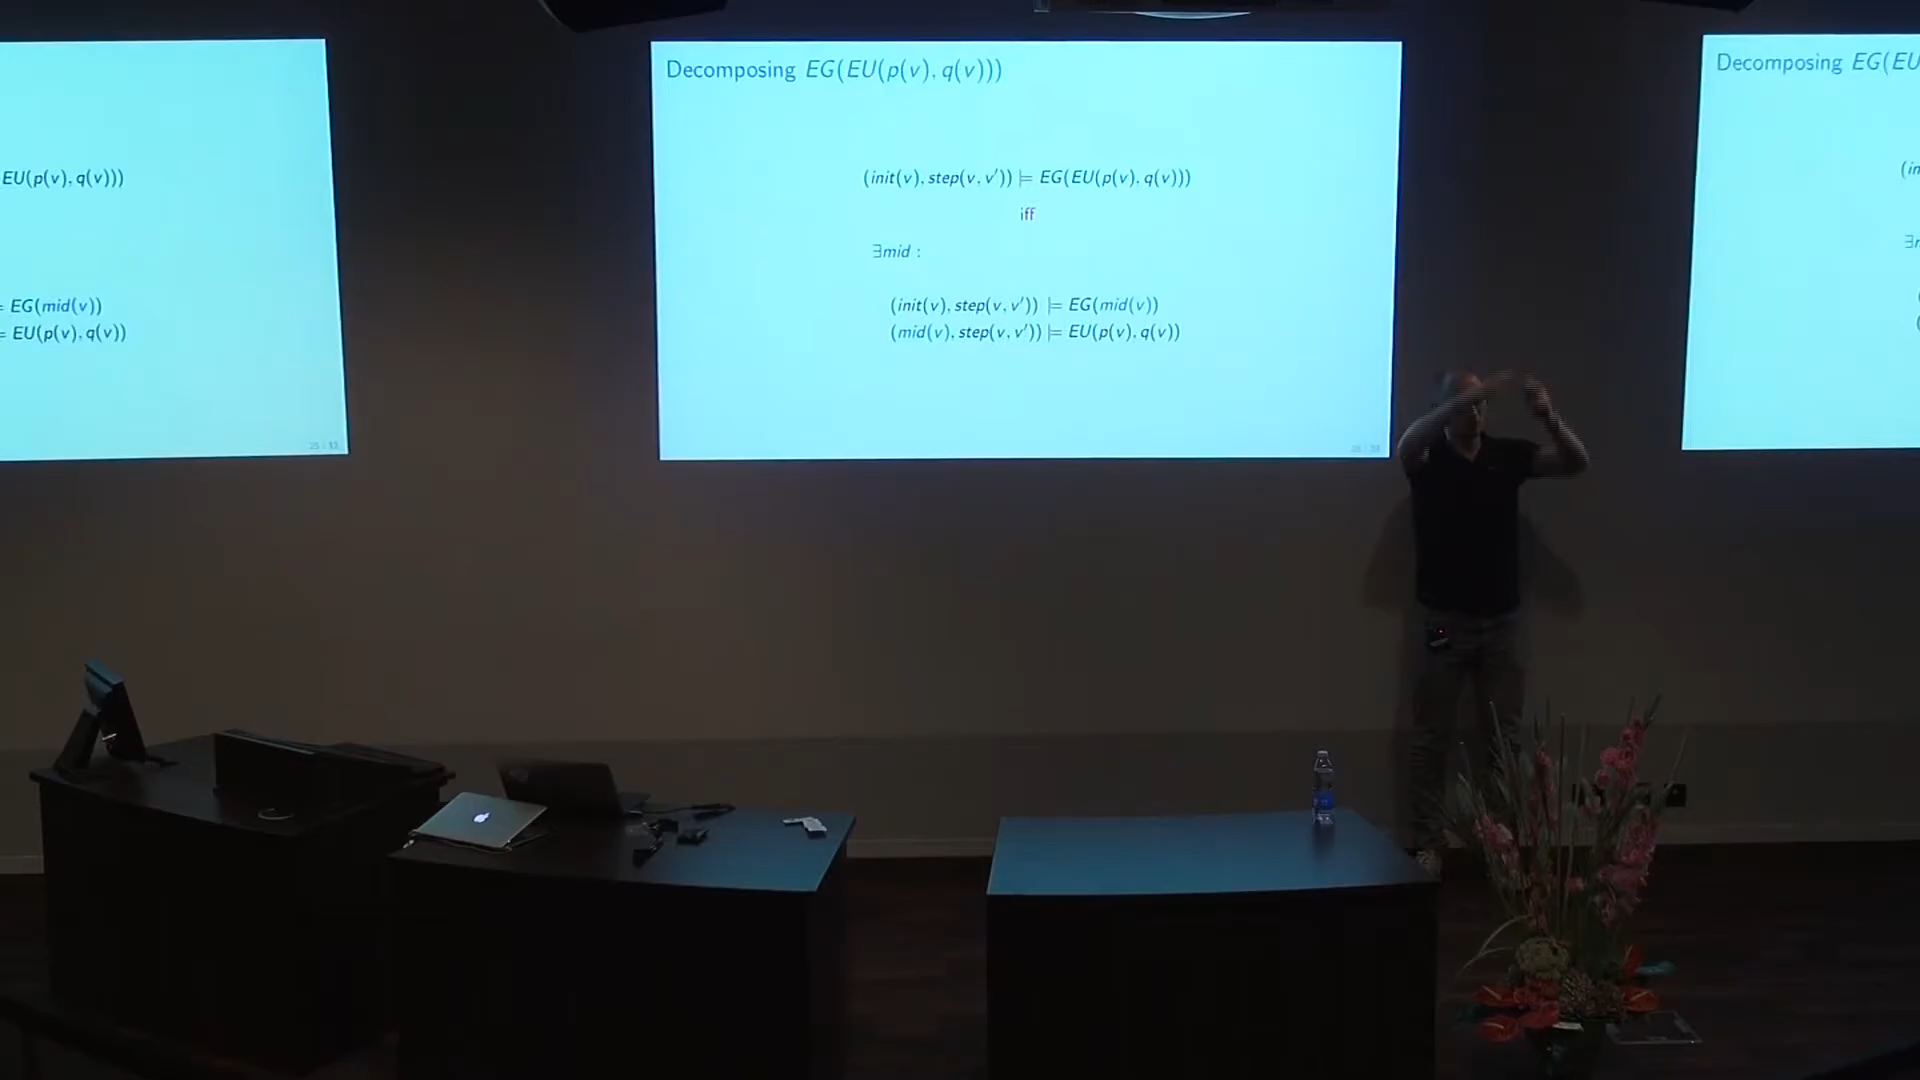 EU(p(v), q(v)))
= EG(mid(v))
= EU(p(v), q(v))
Decomposing EG(EU(p(v), q(v)))
(init(v), step(v, v′)) ⊨ EG(EU(p(v), q(v)))
iff
∃mid :
(init(v), step(v, v′)) ⊨ EG(mid(v))
(mid(v), step(v, v′)) ⊨ EU(p(v), q(v))
Decomposing EG(EU
(in